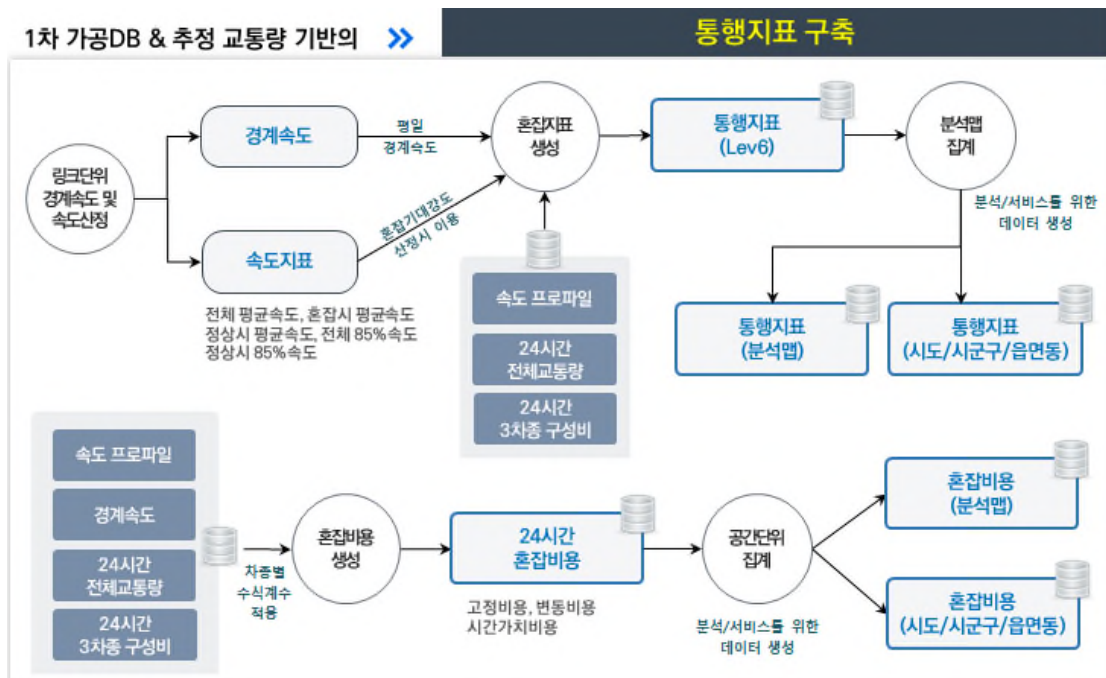 1차 가공DB & 추정 교통량 기반의
통행지표 구축
링크단위
경계속도 및
속도산정
경계속도
평일
경계속도
속도지표
혼잡기대강도
산정시 이용
전체 평균속도, 혼잡시 평균속도
정상시 평균속도, 전체 85%속도
정상시 85%속도
혼잡지표
생성
속도 프로파일
24시간
전체교통량
24시간
3차종 구성비
통행지표
(Lev6)
분석맵
집계
분석/서비스를 위한
데이터 생성
통행지표
(분석맵)
통행지표
(시도/시군구/읍면동)
속도 프로파일
경계속도
24시간
전체교통량
24시간
3차종 구성비
차종별
수식계수
적용
혼잡비용
생성
24시간
혼잡비용
고정비용, 변동비용
시간가치비용
공간단위
집계
분석/서비스를 위한
데이터 생성
혼잡비용
(분석맵)
혼잡비용
(시도/시군구/읍면동)